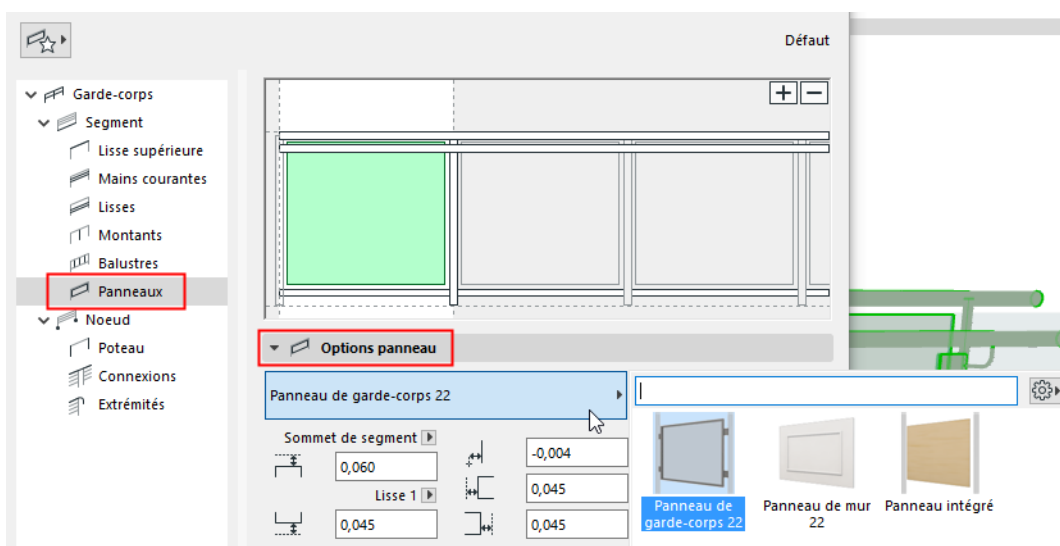 Défaut
Garde-corps
Segment
Lisse supérieure
Mains courantes
Lisses
Montants
Balustres
Panneaux
Noeud
Poteau
Connexions
Extrémités
Options panneau
Panneau de garde-corps 22
Sommet de segment
0,060
Lisse 1
0,045
-0,004
0,045
0,045
Panneau de
garde-corps 22
Panneau de mur
22
Panneau intégré